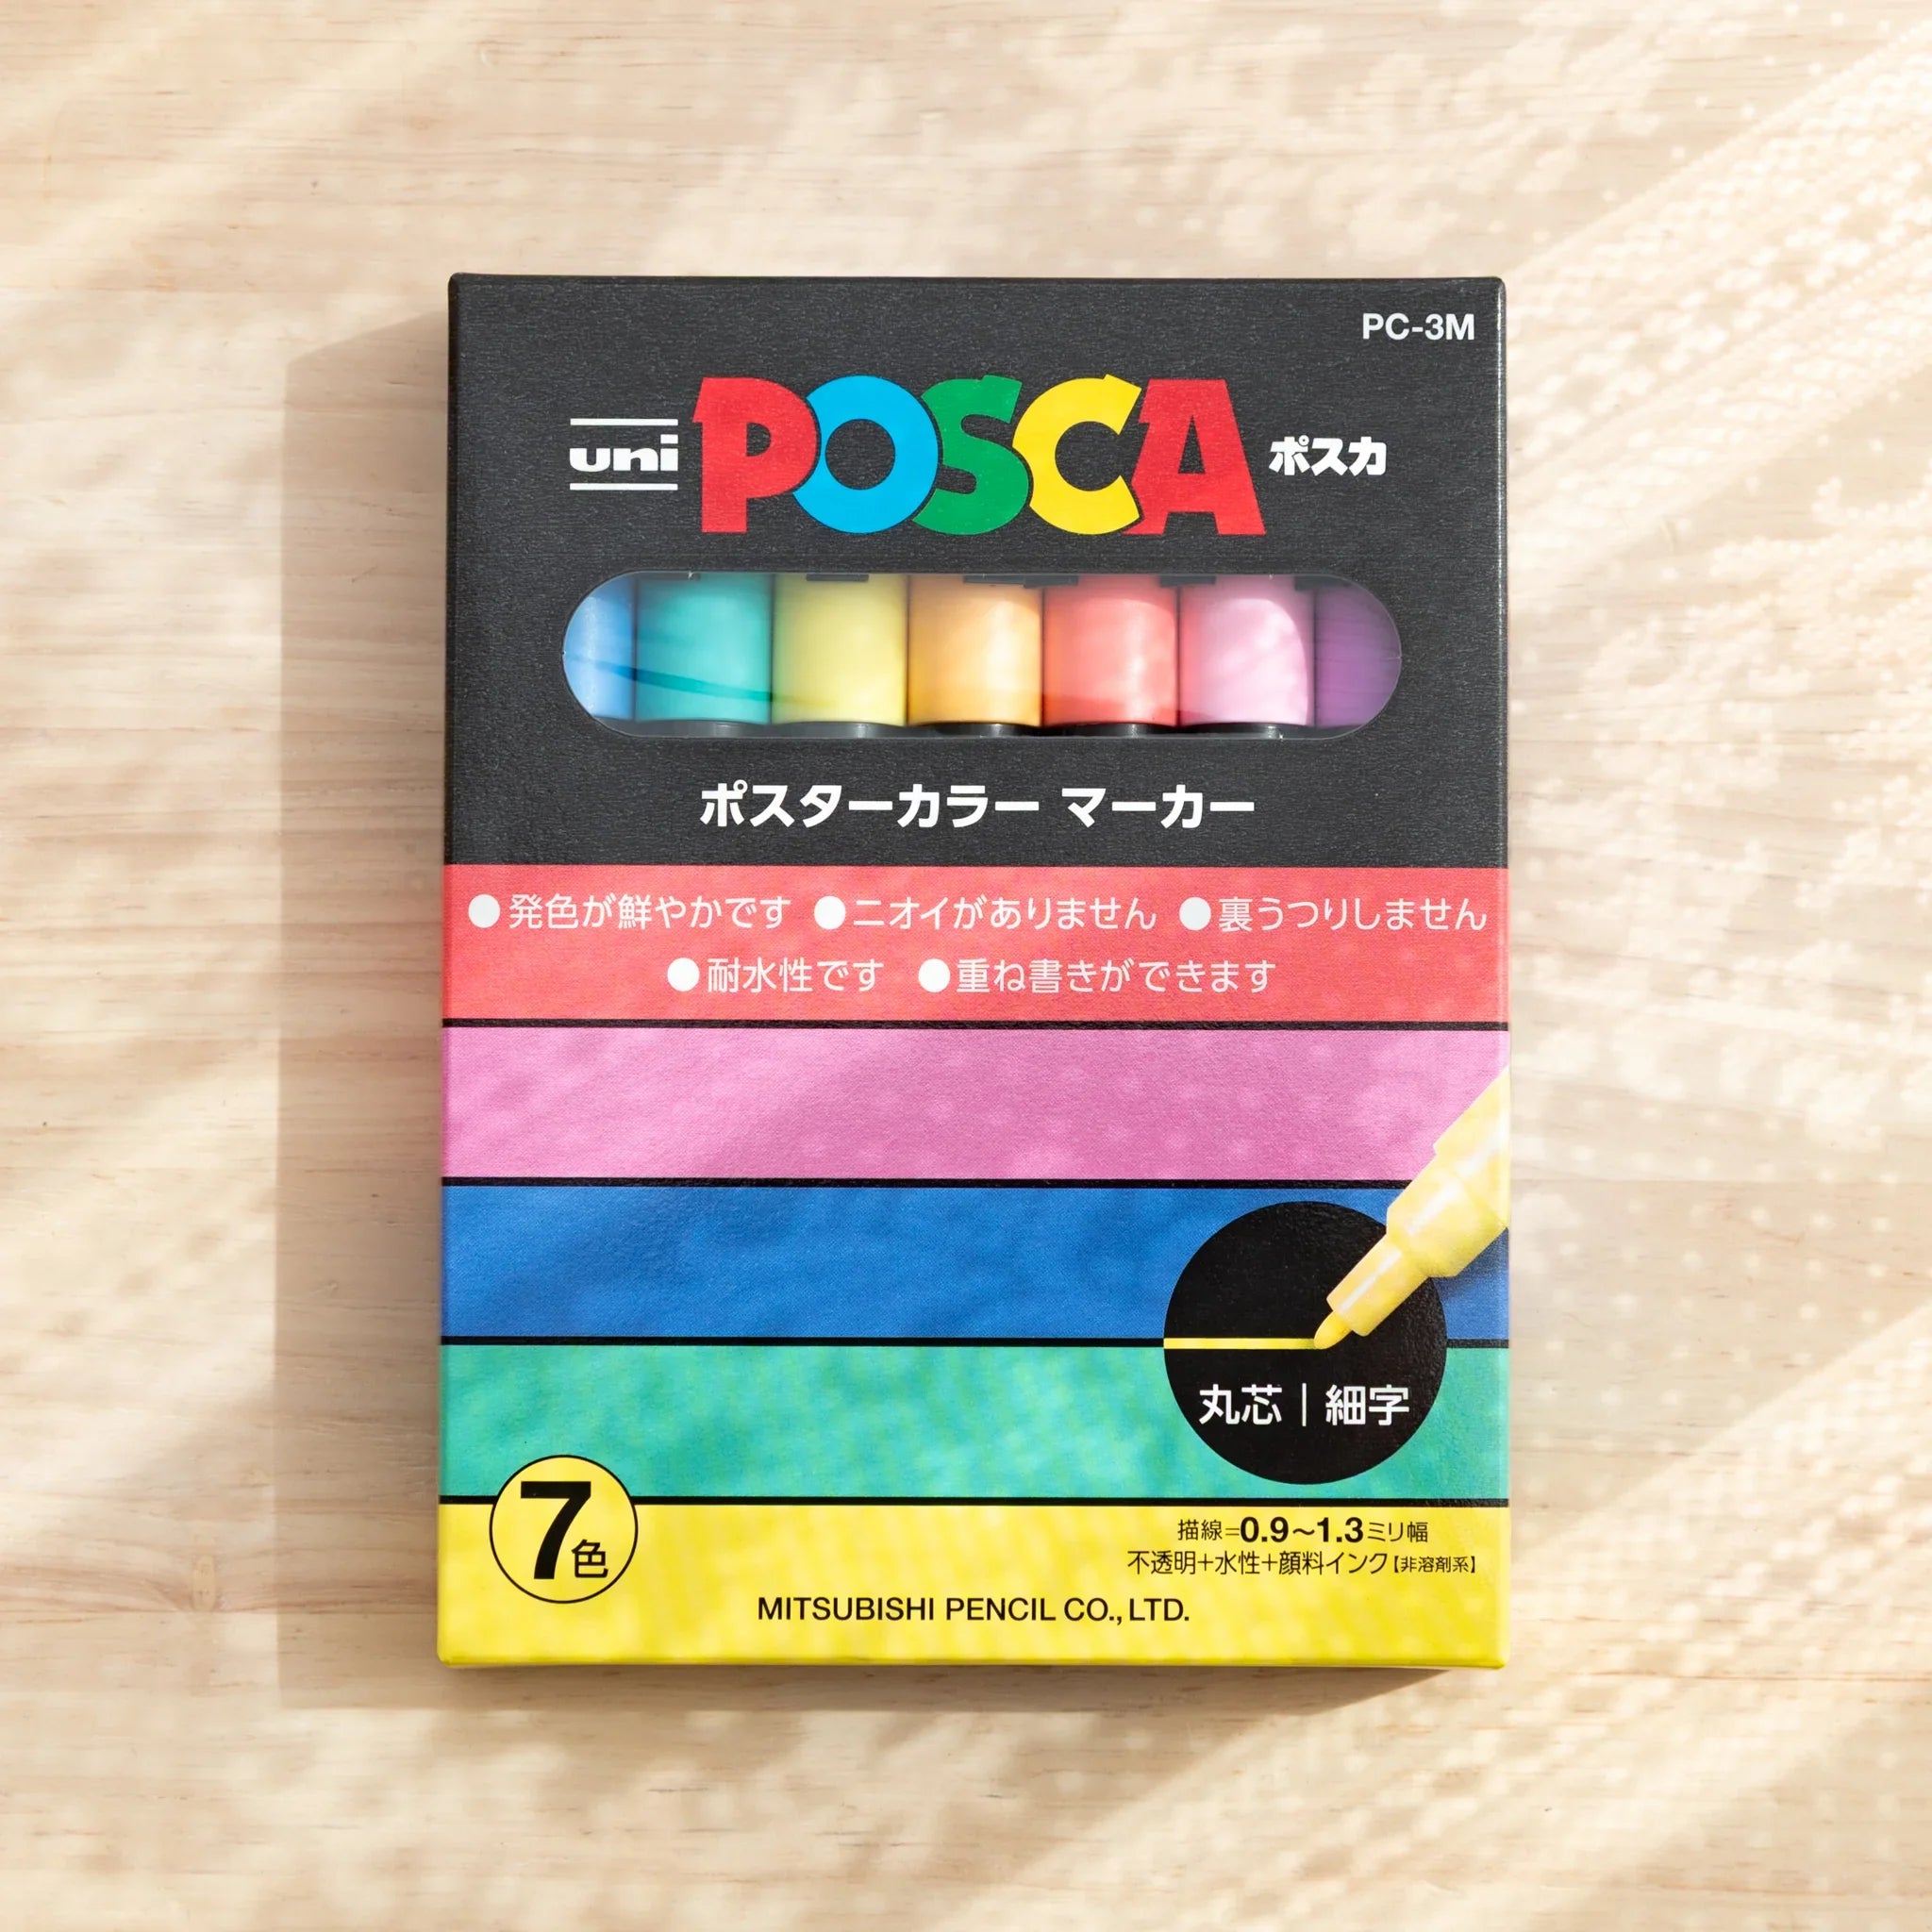 PC-3M
uni POSCA ポスカ
ポスターカラー マーカー
●発色が鮮やかです ●ニオイがありません ●裏うつりしません
●耐水性です ●重ね書きができます
丸芯|細字
7色
描線=0.9〜1.3ミリ幅
不透明+水性+顔料インク【非溶剤系】
MITSUBISHI PENCIL CO., LTD.